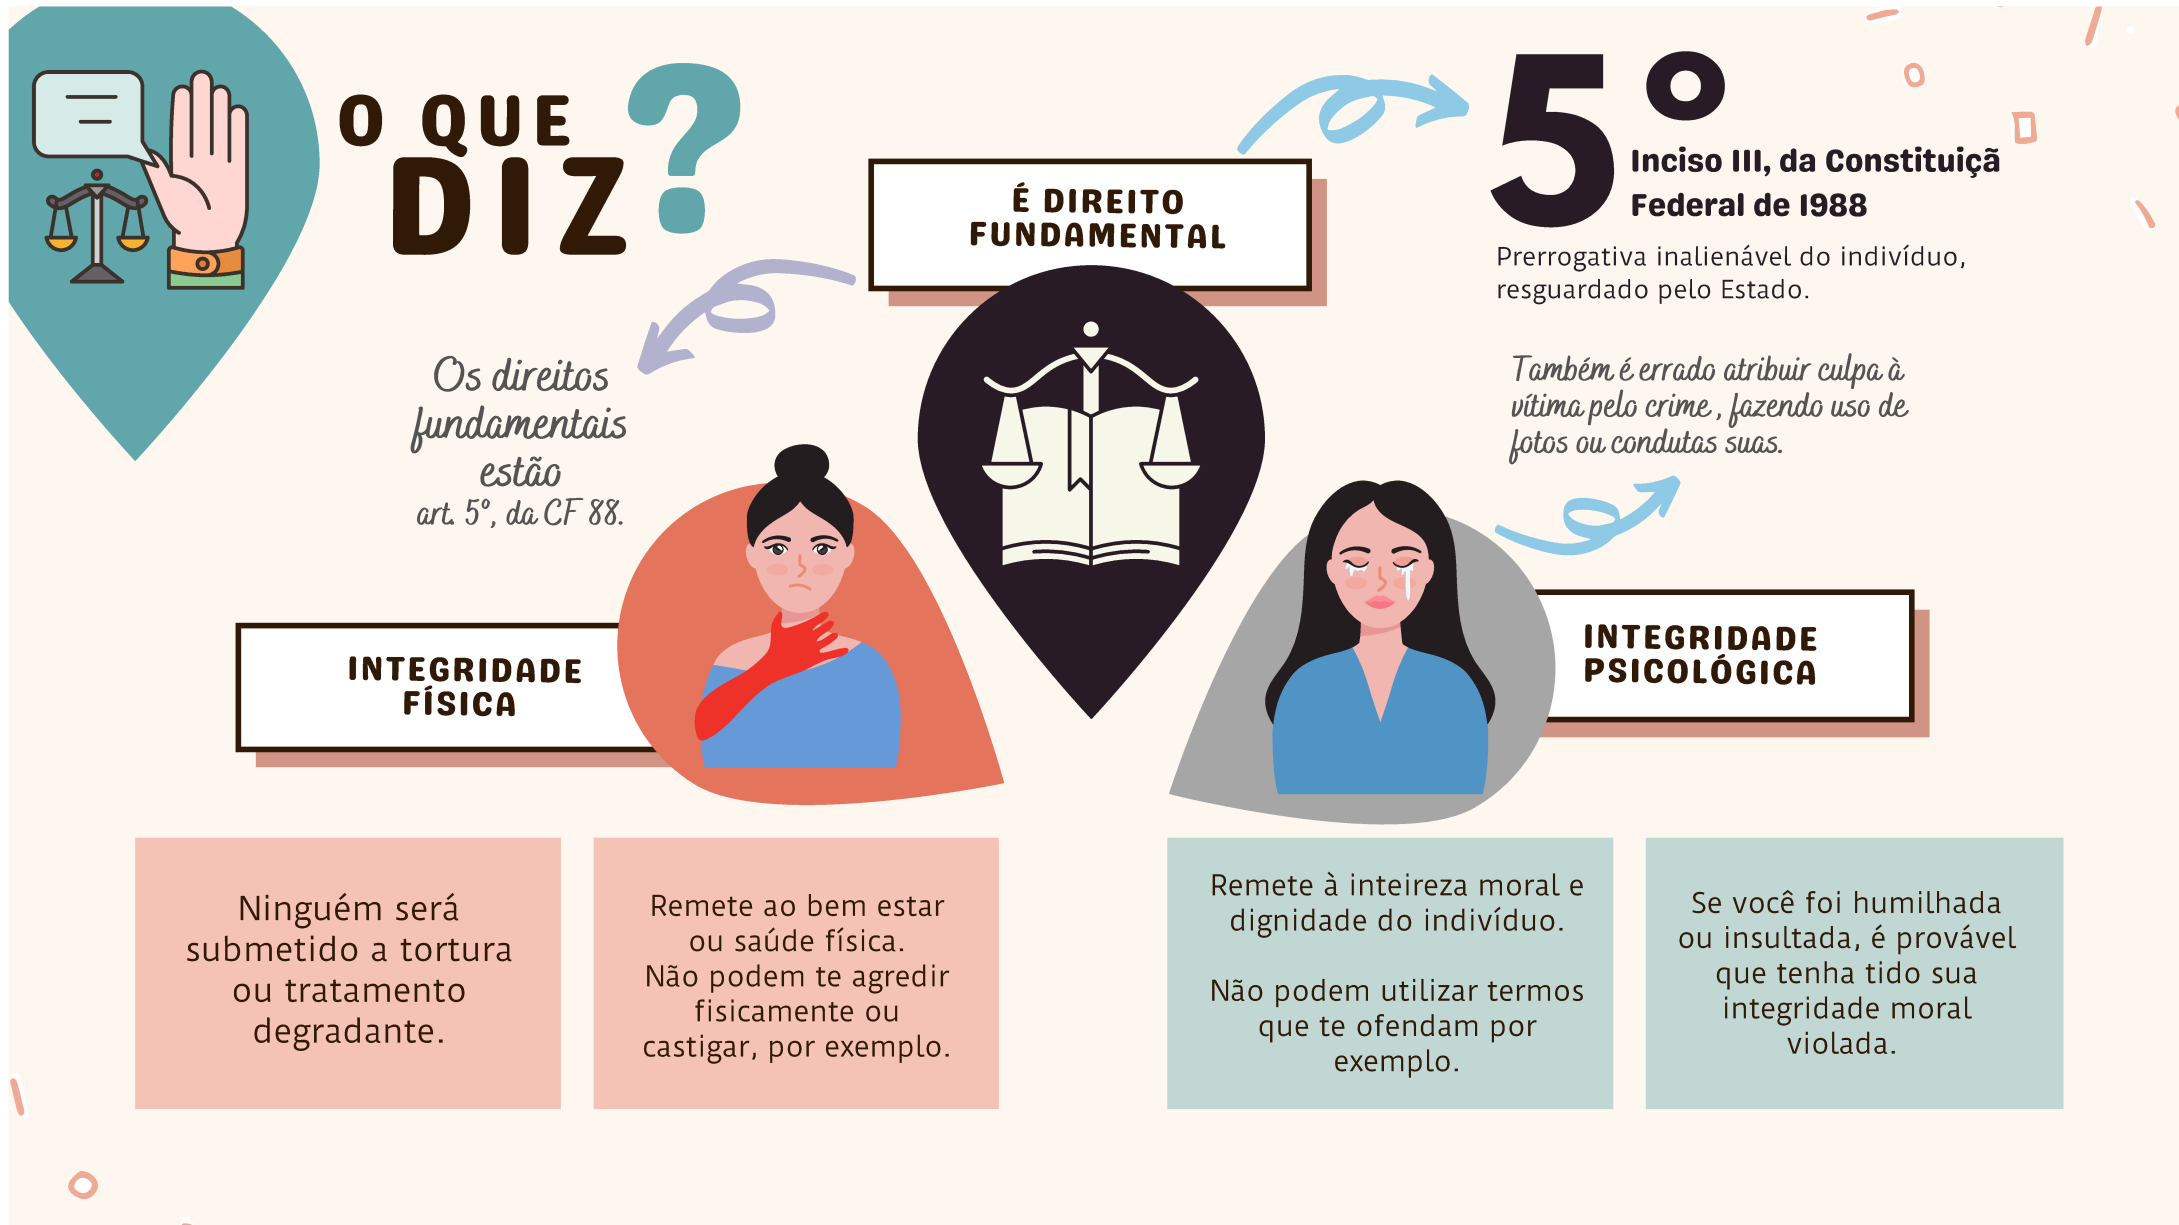 O QUE
DIZ?
É DIREITO
FUNDAMENTAL
5º
Inciso III, da Constituiçã
Federal de 1988
Prerrogativa inalienável do indivíduo,
resguardado pelo Estado.
Os direitos
fundamentais
estão
art. 5º, da CF 88.
Também é errado atribuir culpa à
vítima pelo crime, fazendo uso de
fotos ou condutas suas.
INTEGRIDADE
FÍSICA
INTEGRIDADE
PSICOLÓGICA
Ninguém será
submetido a tortura
ou tratamento
degradante.
Remete ao bem estar
ou saúde física.
Não podem te agredir
fisicamente ou
castigar, por exemplo.
Remete à inteireza moral e
dignidade do indivíduo.
Não podem utilizar termos
que te ofendam por
exemplo.
Se você foi humilhada
ou insultada, é provável
que tenha tido sua
integridade moral
violada.